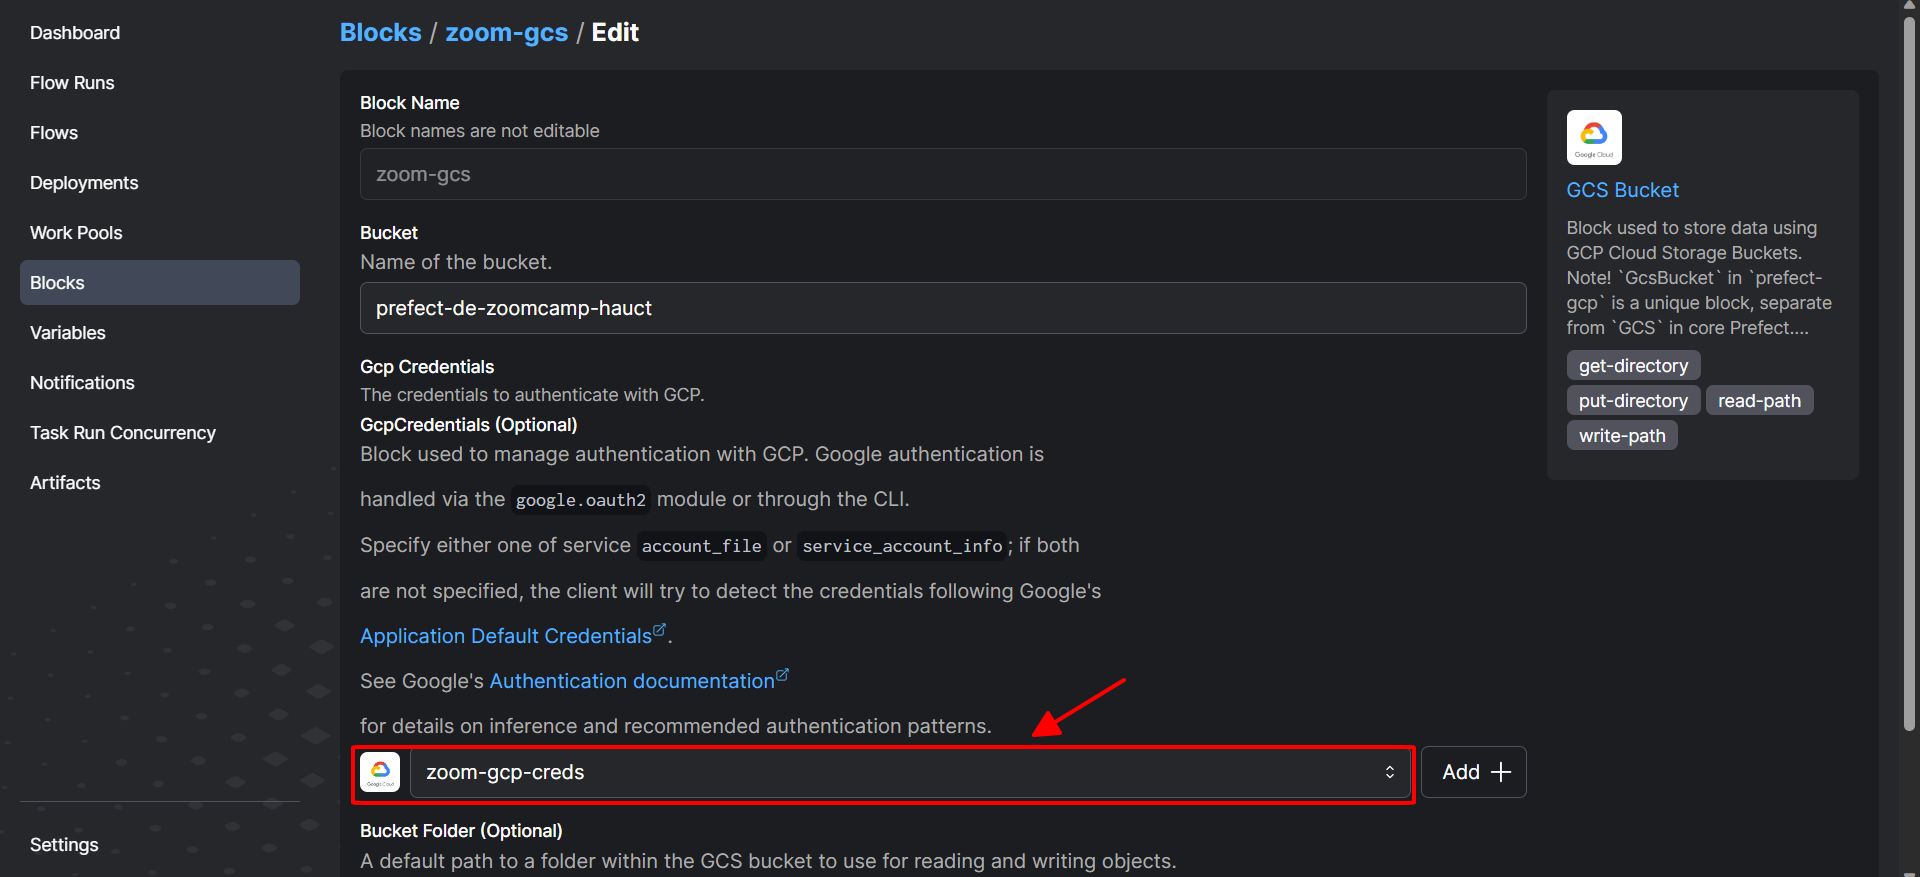 Dashboard
Flow Runs
Flows
Deployments
Work Pools
Blocks
Variables
Notifications
Task Run Concurrency
Artifacts
Settings
Blocks / zoom-gcs / Edit
Block Name
Block names are not editable
zoom-gcs
Bucket
Name of the bucket.
prefect-de-zoomcamp-hauct
Gcp Credentials
The credentials to authenticate with GCP.
GcpCredentials (Optional)
Block used to manage authentication with GCP. Google authentication is
handled via the google.oauth2 module or through the CLI.
Specify either one of service account_file or service_account_info; if both
are not specified, the client will try to detect the credentials following Google's
Application Default Credentials.
See Google's Authentication documentation
for details on inference and recommended authentication patterns.
Google Cloud
zoom-gcp-creds
Add
Bucket Folder (Optional)
A default path to a folder within the GCS bucket to use for reading and writing objects.
Google Cloud
GCS Bucket
Block used to store data using
GCP Cloud Storage Buckets.
Note! `GcsBucket` in `prefect-
gcp` is a unique block, separate
from `GCS` in core Prefect....
get-directory
put-directory read-path
write-path